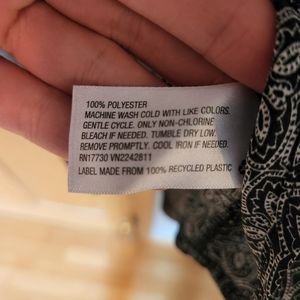 100% POLYESTER
MACHINE WASH COLD WITH LIKE COLORS.
GENTLE CYCLE. ONLY NON-CHLORINE
BLEACH IF NEEDED. TUMBLE DRY LOW.
REMOVE PROMPTLY. COOL IRON IF NEEDED.
RN17730 VN2242811
LABEL MADE FROM 100% RECYCLED PLASTIC